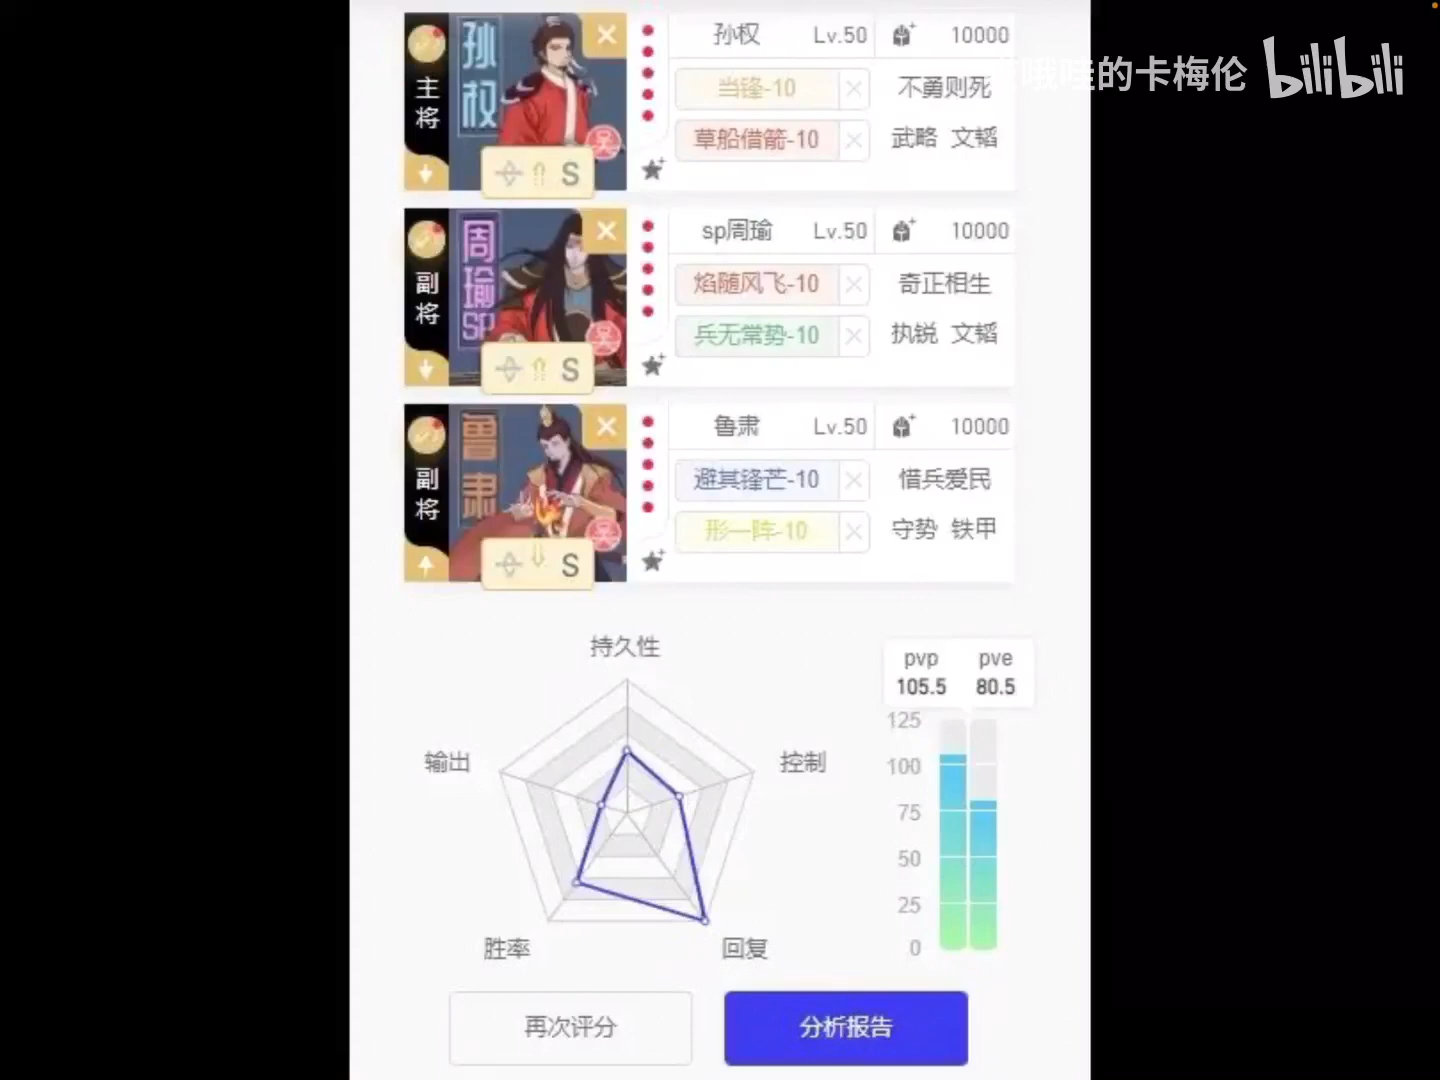 主将
孙权
吴
S
孙权 Lv.50 10000
当锋-10 不勇则死
草船借箭-10 武略 文韬
哦哇的卡梅伦 bilibili
副将
周瑜SP
吴
S
sp周瑜 Lv.50 10000
焰随风飞-10 奇正相生
兵无常势-10 执锐 文韬
副将
鲁肃
吴
S
鲁肃 Lv.50 10000
避其锋芒-10 惜兵爱民
形一阵-10 守势 铁甲
持久性
输出
控制
胜率
回复
pvp pve
105.5 80.5
125
100
75
50
25
0
再次评分 分析报告